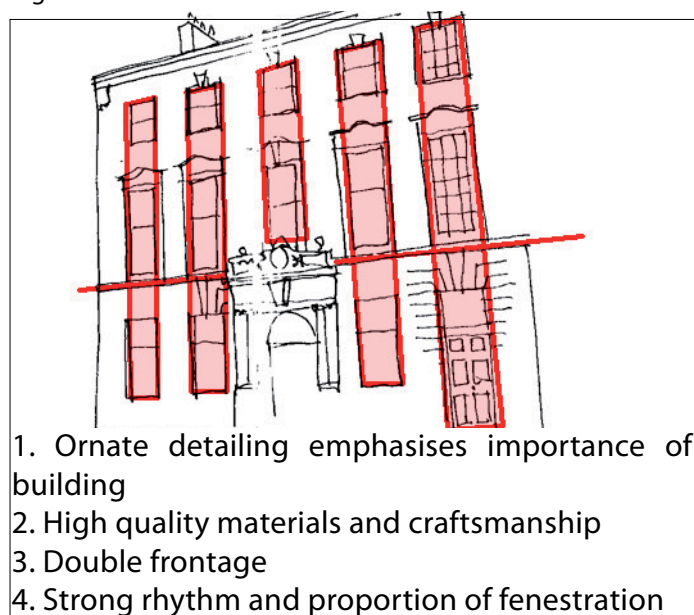 1. Ornate detailing emphasises importance of
building
2. High quality materials and craftsmanship
3. Double frontage
4. Strong rhythm and proportion of fenestration